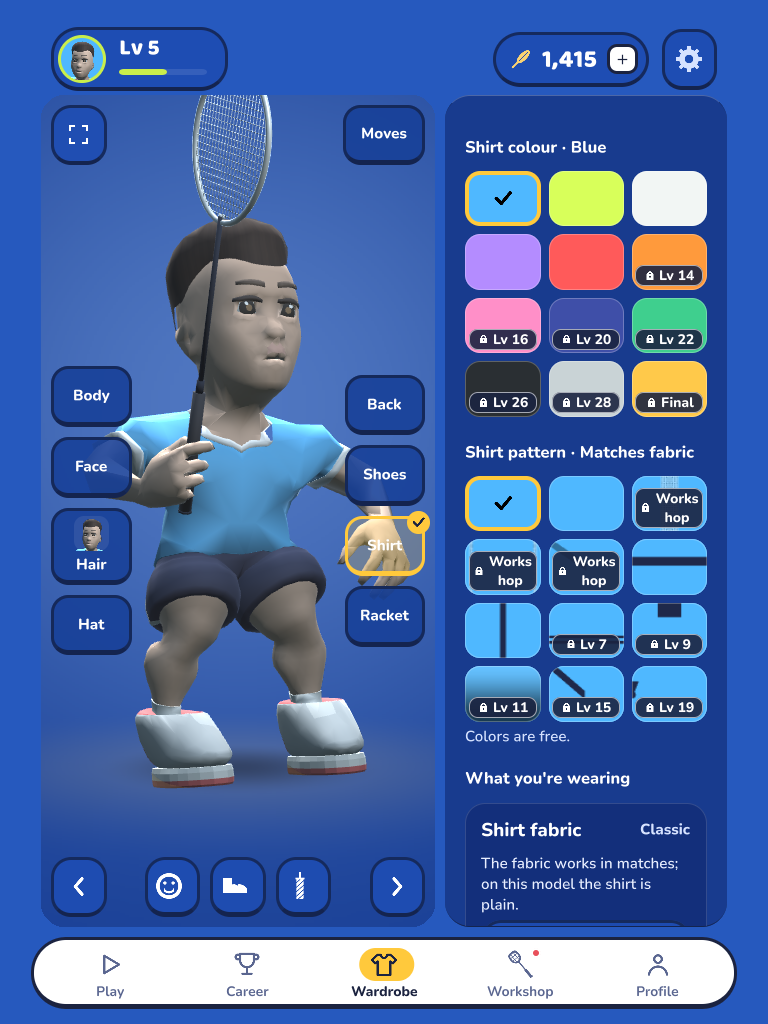 Lv 5
1,415
Moves
Body
Face
Hair
Hat
Back
Shoes
Shirt
Racket
Shirt colour · Blue
Lv 14
Lv 16
Lv 20
Lv 22
Lv 26
Lv 28
Final
Shirt pattern · Matches fabric
Works
hop
Works
hop
Works
hop
Lv 7
Lv 9
Lv 11
Lv 15
Lv 19
Colors are free.
What you're wearing
Shirt fabric
Classic
The fabric works in matches;
on this model the shirt is
plain.
Play
Career
Wardrobe
Workshop
Profile